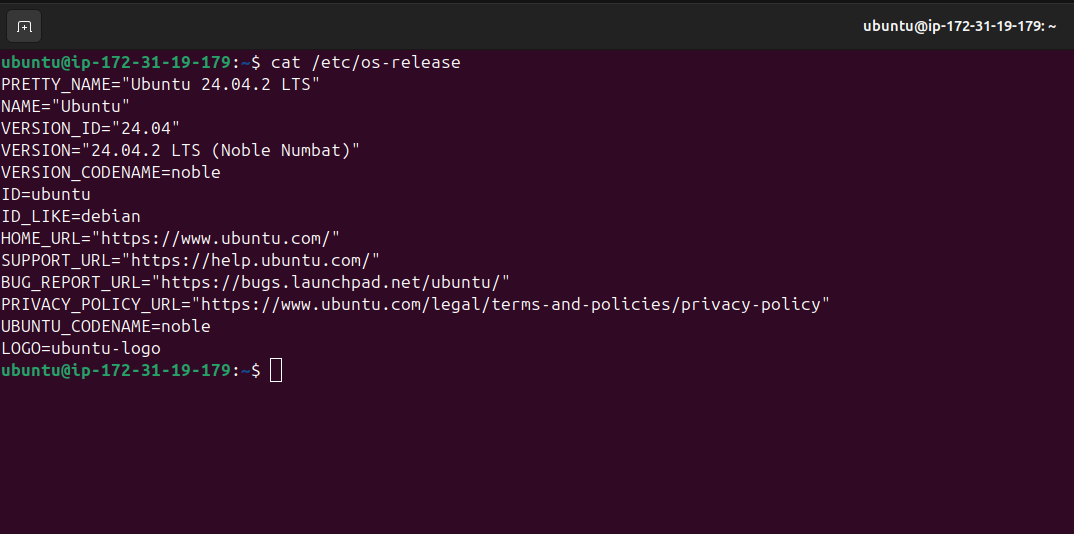 ubuntu@ip-172-31-19-179: ~
ubuntu@ip-172-31-19-179:~$ cat /etc/os-release
PRETTY_NAME="Ubuntu 24.04.2 LTS"
NAME="Ubuntu"
VERSION_ID="24.04"
VERSION="24.04.2 LTS (Noble Numbat)"
VERSION_CODENAME=noble
ID=ubuntu
ID_LIKE=debian
HOME_URL="https://www.ubuntu.com/"
SUPPORT_URL="https://help.ubuntu.com/"
BUG_REPORT_URL="https://bugs.launchpad.net/ubuntu/"
PRIVACY_POLICY_URL="https://www.ubuntu.com/legal/terms-and-policies/privacy-policy"
UBUNTU_CODENAME=noble
LOGO=ubuntu-logo
ubuntu@ip-172-31-19-179:~$